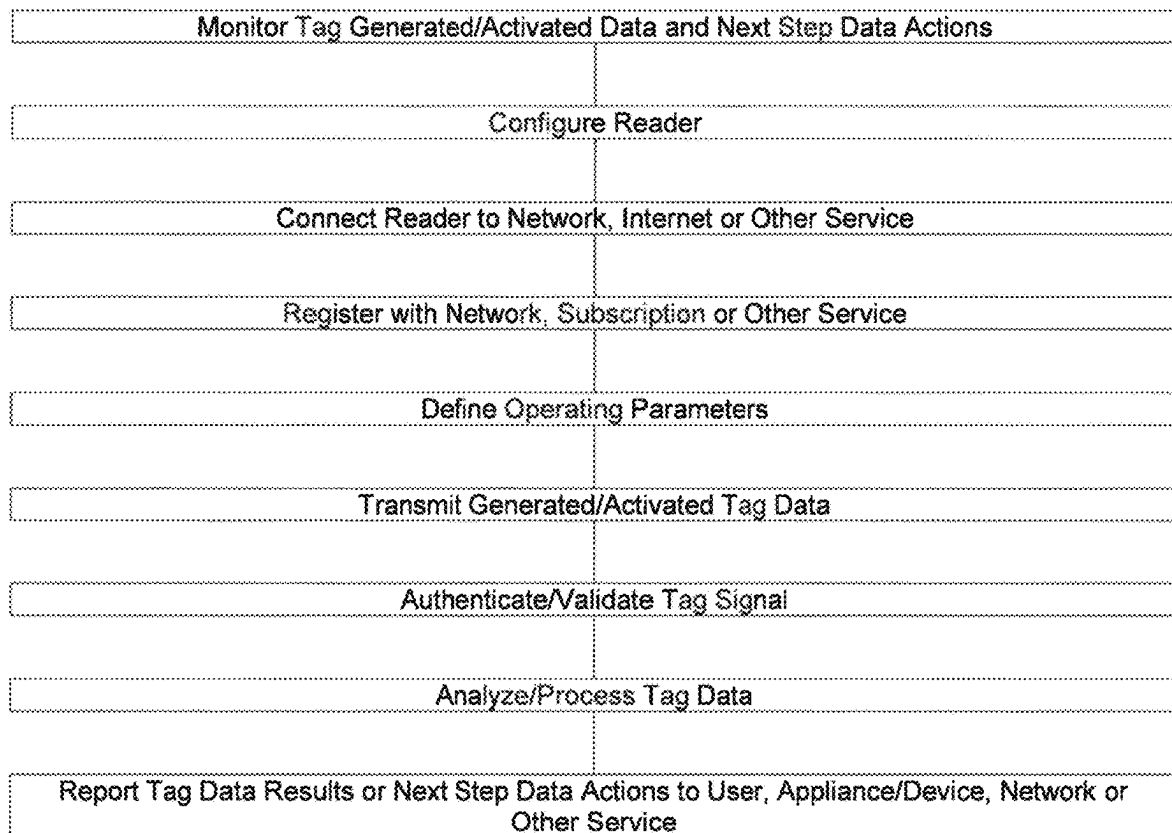 Monitor Tag Generated/Activated Data and Next Step Data Actions
Configure Reader
Connect Reader to Network, Internet or Other Service
Register with Network, Subscription or Other Service
Define Operating Parameters
Transmit Generated/Activated Tag Data
Authenticate/Validate Tag Signal
Analyze/Process Tag Data
Report Tag Data Results or Next Step Data Actions to User, Appliance/Device, Network or
Other Service